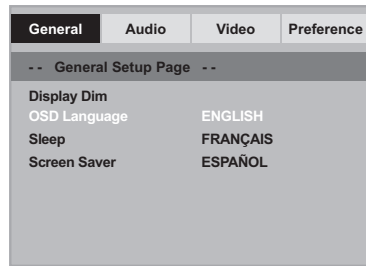 General Audio Video Preference
- - General Setup Page - -
Display Dim
OSD Language ENGLISH
Sleep FRANÇAIS
Screen Saver ESPAÑOL